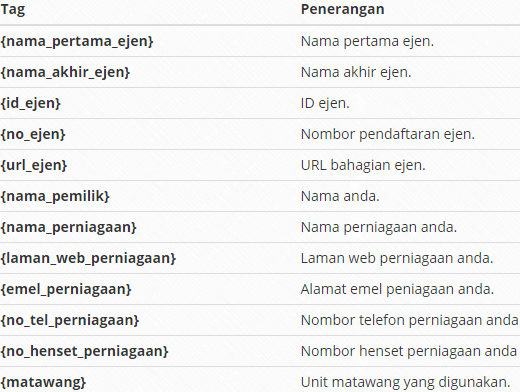 Tag Penerangan
{nama_pertama_ejen} Nama pertama ejen.
{nama_akhir_ejen} Nama akhir ejen.
{id_ejen} ID ejen.
{no_ejen} Nombor pendaftaran ejen.
{url_ejen} URL bahagian ejen.
{nama_pemilik} Nama anda.
{nama_perniagaan} Nama perniagaan anda.
{laman_web_perniagaan} Laman web perniagaan anda.
{emel_perniagaan} Alamat emel peniagaan anda.
{no_tel_perniagaan} Nombor telefon perniagaan anda
{no_henset_perniagaan} Nombor henset perniagaan anda
{matawang} Unit matawang yang digunakan.